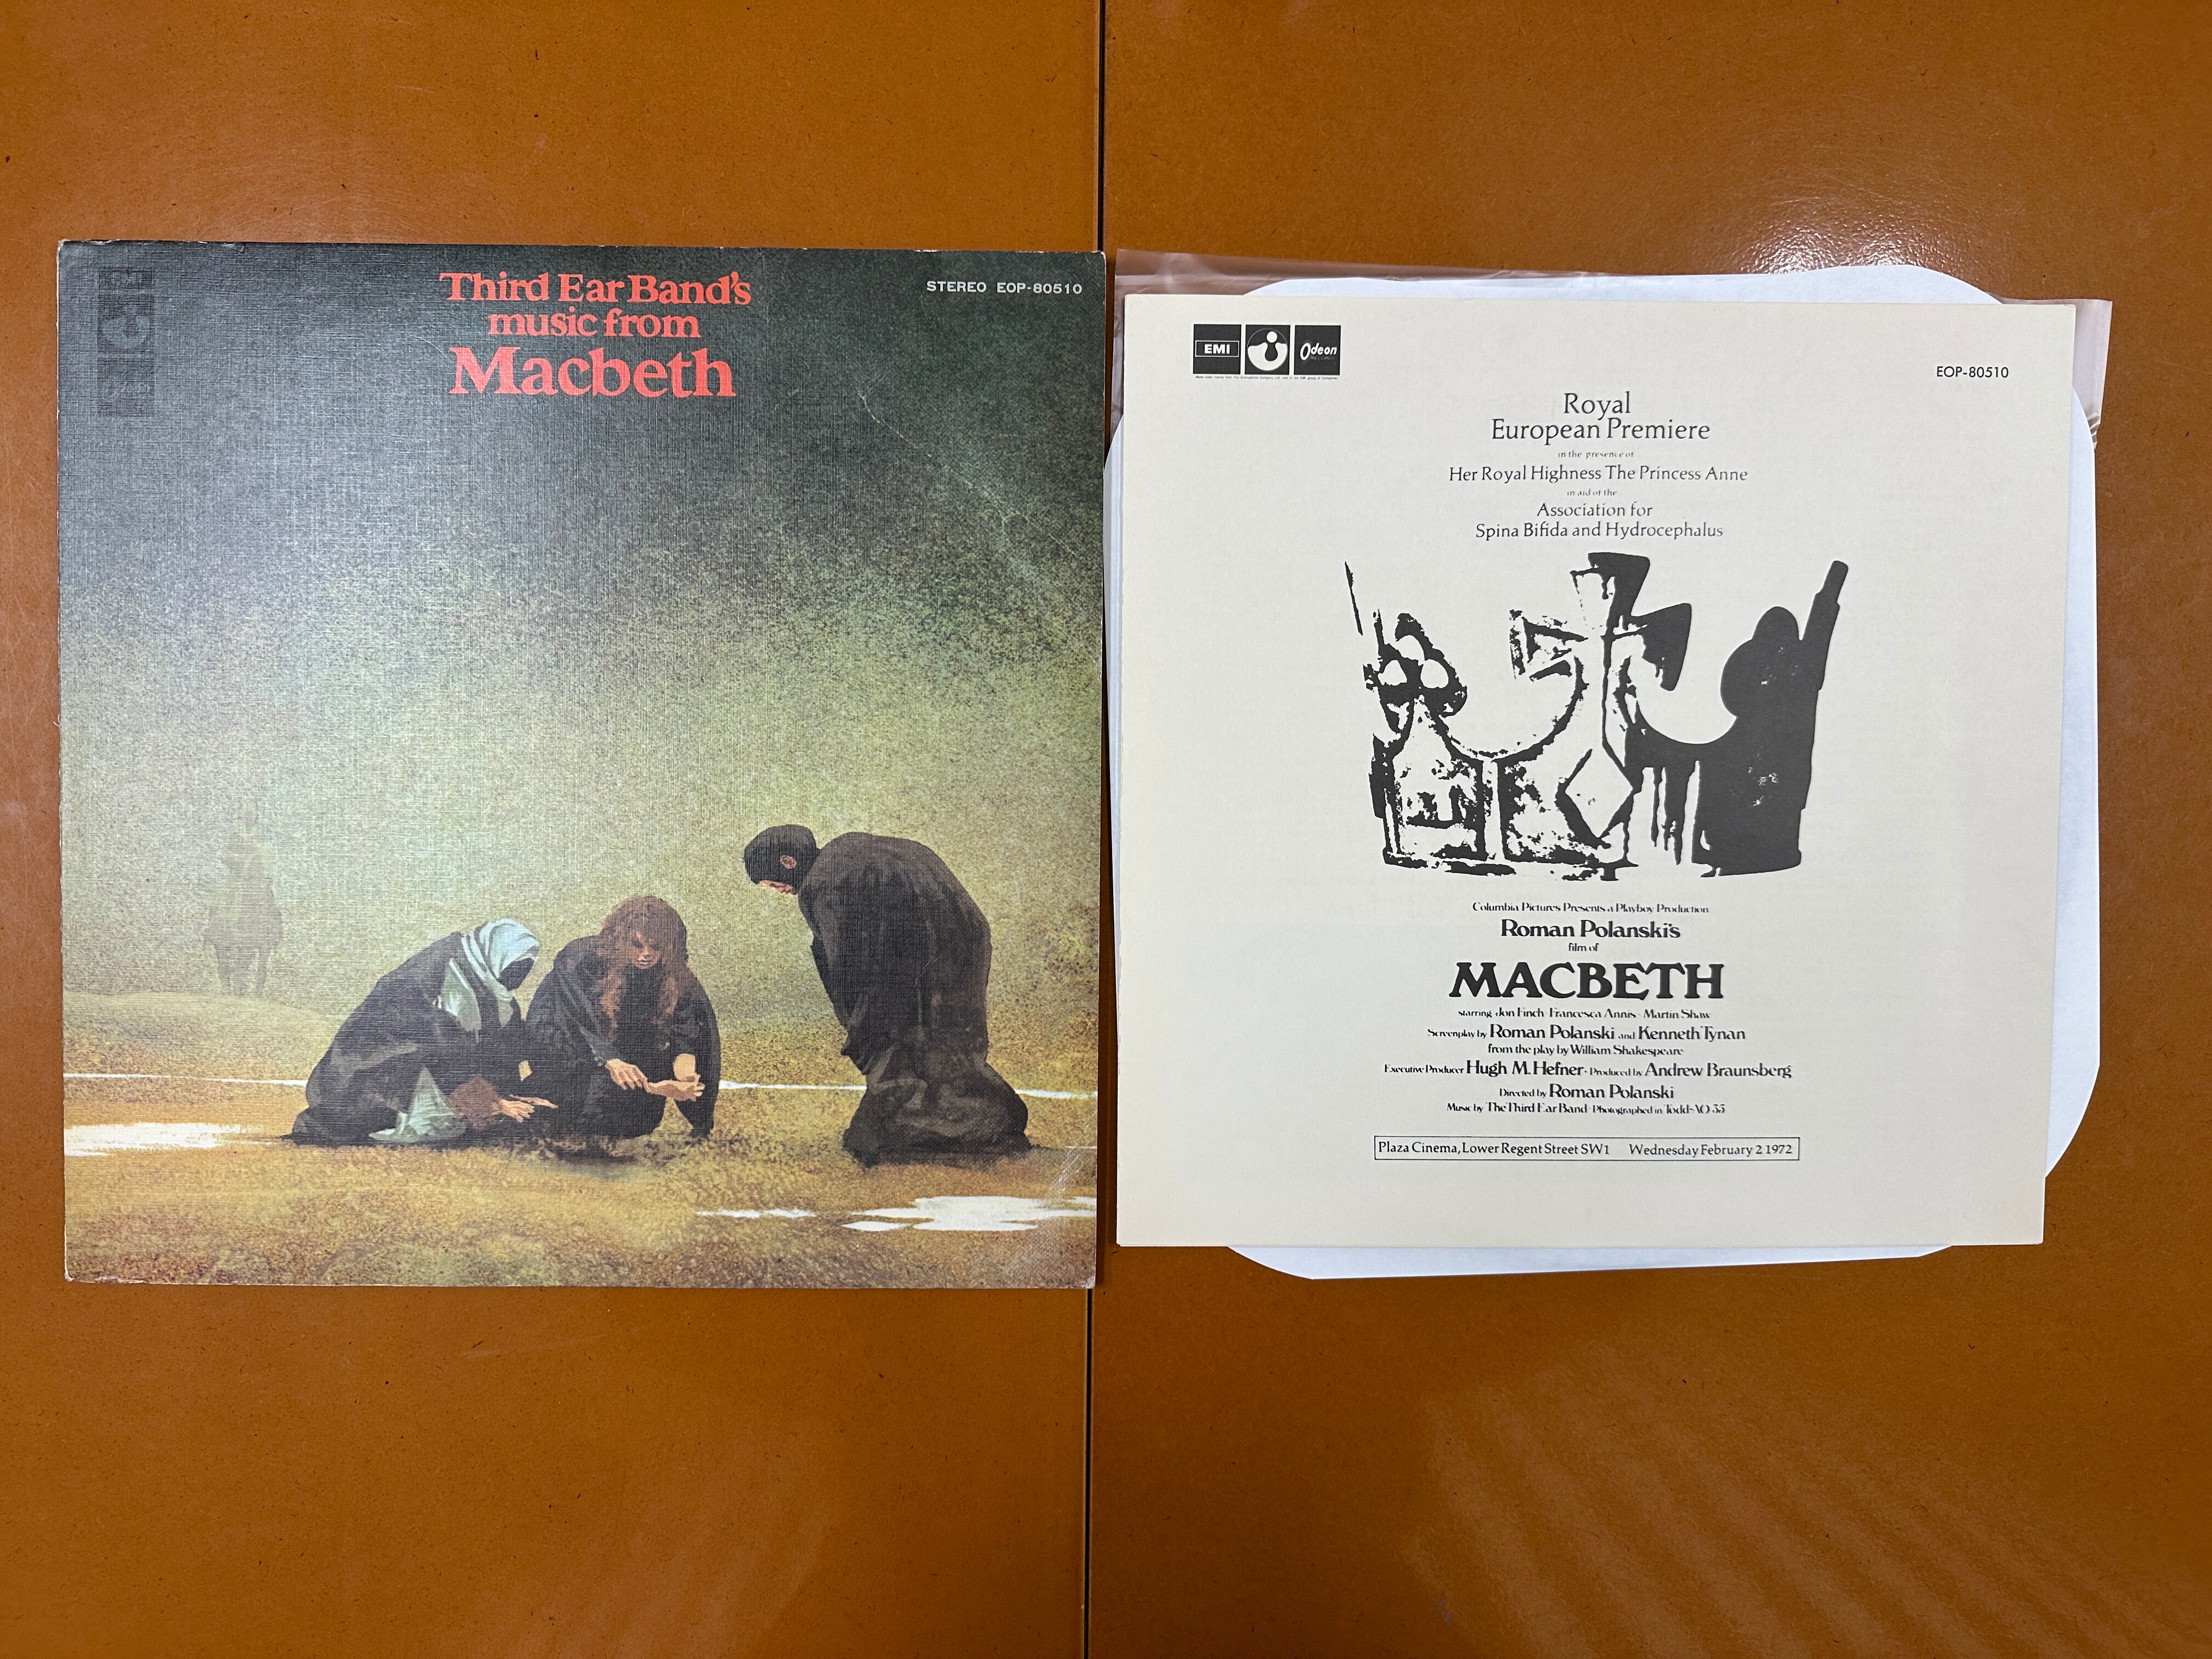 Third Ear Band's
music from
Macbeth
STEREO EOP-80510
EMI
Odeon
EOP-80510
Royal
European Premiere
in the presence of
Her Royal Highness The Princess Anne
in aid of the
Association for
Spina Bifida and Hydrocephalus
Columbia Pictures Presents a Playboy Production
Roman Polanski's
film of
MACBETH
starring Jon Finch · Francesca Annis · Martin Shaw
Screenplay by Roman Polanski and Kenneth Tynan
from the play by William Shakespeare
Executive Producer Hugh M. Hefner · Produced by Andrew Braunsberg
Directed by Roman Polanski
Music by The Third Ear Band · Photographed in Todd-AO 35
Plaza Cinema, Lower Regent Street SW1 Wednesday February 2 1972